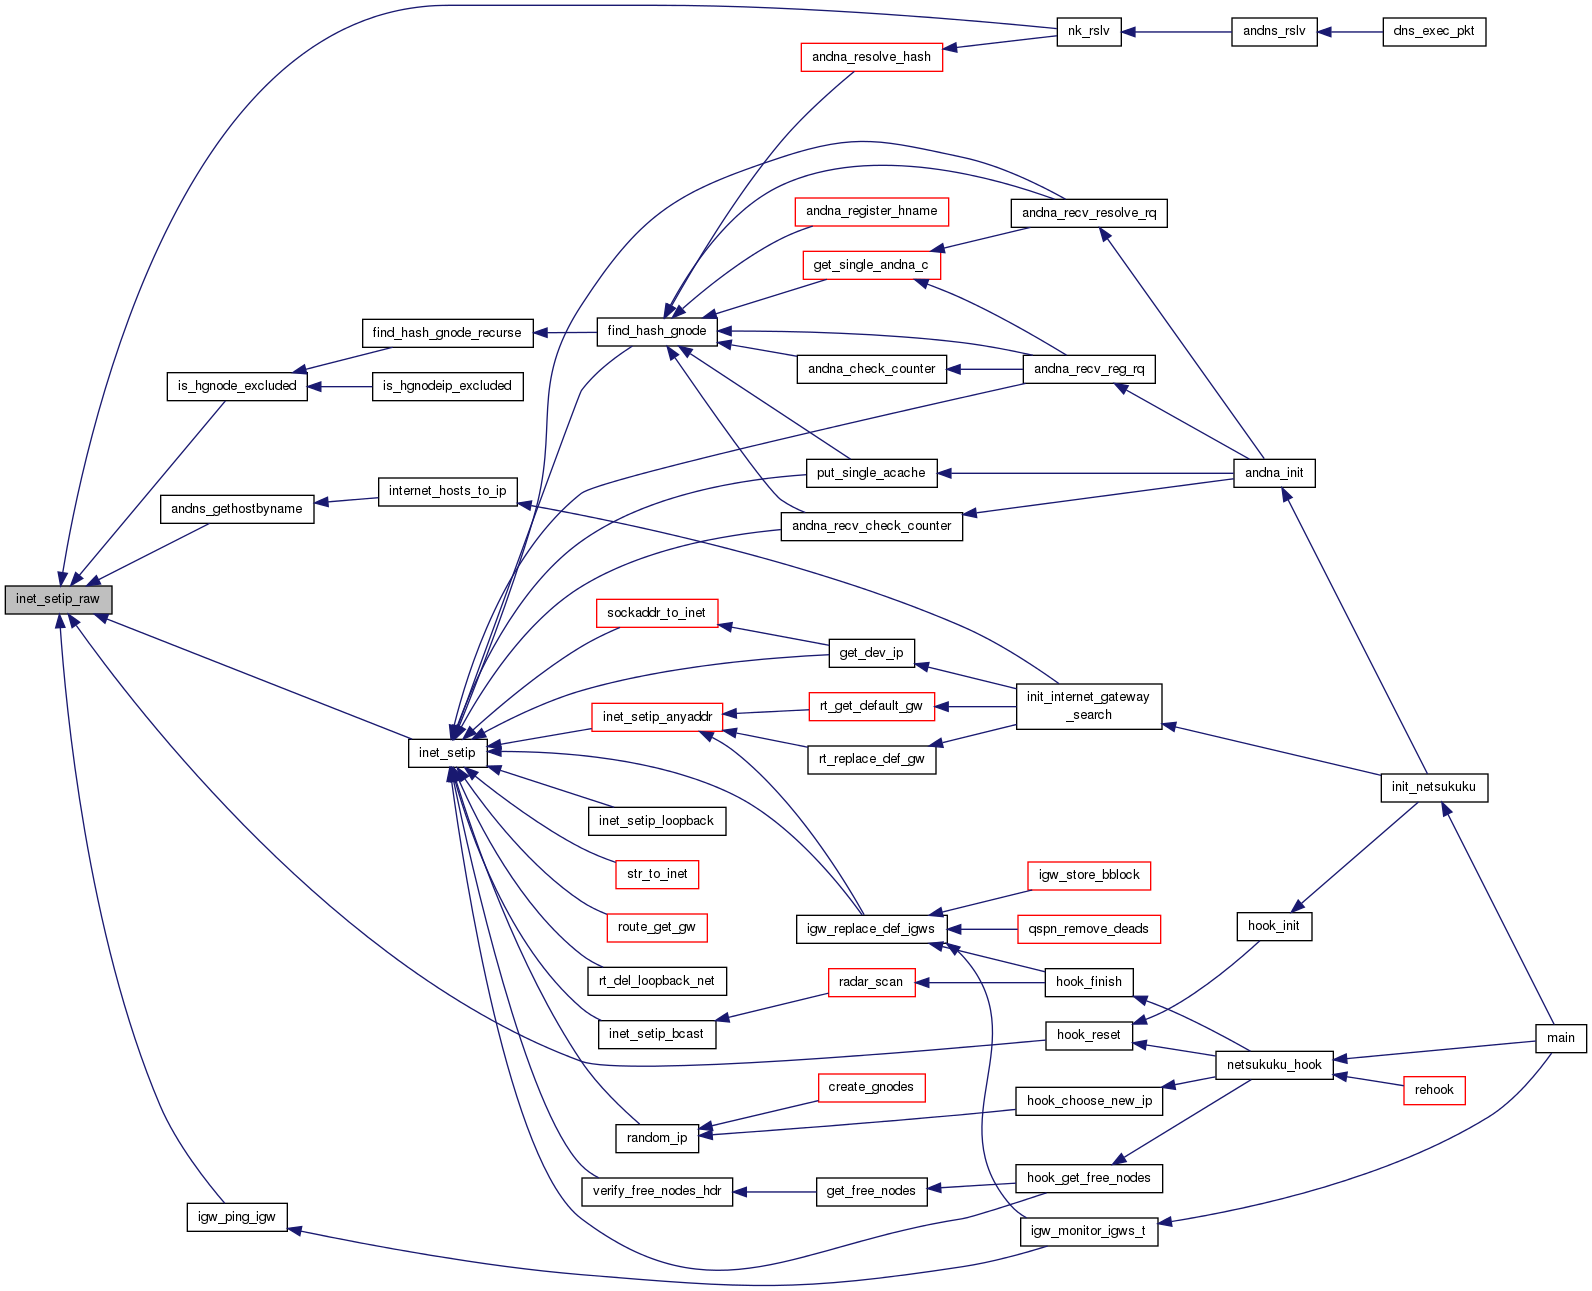 nk_rslv
andns_rslv
dns_exec_pkt
andna_resolve_hash
andna_register_hname
andna_recv_resolve_rq
get_single_andna_c
find_hash_gnode_recurse
find_hash_gnode
is_hgnode_excluded
is_hgnodeip_excluded
andna_check_counter
andna_recv_reg_rq
put_single_acache
andna_init
internet_hosts_to_ip
andns_gethostbyname
andna_recv_check_counter
inet_setip_raw
sockaddr_to_inet
get_dev_ip
inet_setip_anyaddr
rt_get_default_gw
init_internet_gateway
_search
inet_setip
rt_replace_def_gw
init_netsukuku
inet_setip_loopback
str_to_inet
igw_store_bblock
route_get_gw
igw_replace_def_igws
qspn_remove_deads
hook_init
rt_del_loopback_net
radar_scan
hook_finish
inet_setip_bcast
hook_reset
main
netsukuku_hook
create_gnodes
hook_choose_new_ip
rehook
random_ip
verify_free_nodes_hdr
get_free_nodes
hook_get_free_nodes
igw_ping_igw
igw_monitor_igws_t